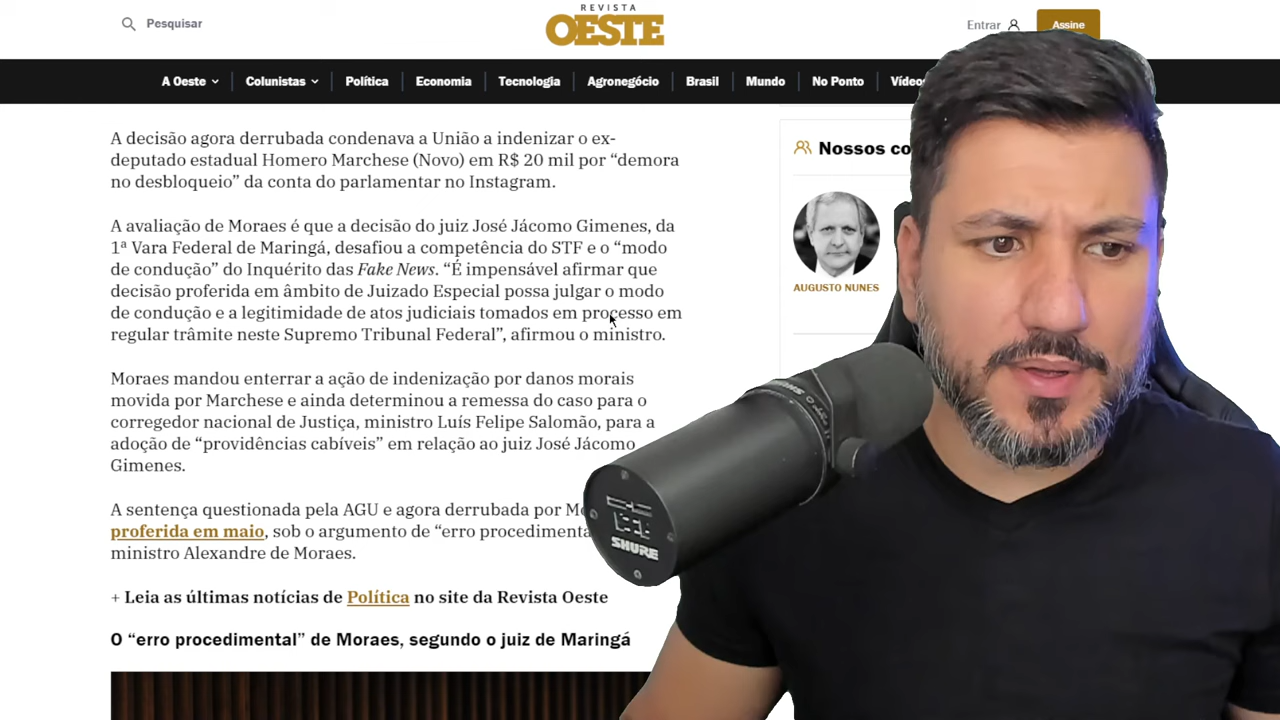 REVISTA
OESTE
Pesquisar
Entrar
Assine
A Oeste
Colunistas
Política
Economia
Tecnologia
Agronegócio
Brasil
Mundo
No Ponto
A decisão agora derrubada condenava a União a indenizar o ex-
deputado estadual Homero Marchese (Novo) em R$ 20 mil por “demora
no desbloqueio” da conta do parlamentar no Instagram.
A avaliação de Moraes é que a decisão do juiz José Jácomo Gimenes, da
1ª Vara Federal de Maringá, desafiou a competência do STF e o “modo
de condução” do Inquérito das Fake News. “É impensável afirmar que
decisão proferida em âmbito de Juizado Especial possa julgar o modo
de condução e a legitimidade de atos judiciais tomados em processo em
regular trâmite neste Supremo Tribunal Federal”, afirmou o ministro.
Moraes mandou enterrar a ação de indenização por danos morais
movida por Marchese e ainda determinou a remessa do caso para o
corregedor nacional de Justiça, ministro Luís Felipe Salomão, para a
adoção de “providências cabíveis” em relação ao juiz José Jácomo
Gimenes.
A sentença questionada pela AGU e agora derrubada por
proferida em maio, sob o argumento de “erro
ministro Alexandre de Moraes.
+ Leia as últimas notícias de Política no site da Revista Oeste
O “erro procedimental” de Moraes, segundo o juiz de Maringá
Nossos
AUGUSTO NUNES
SHURE